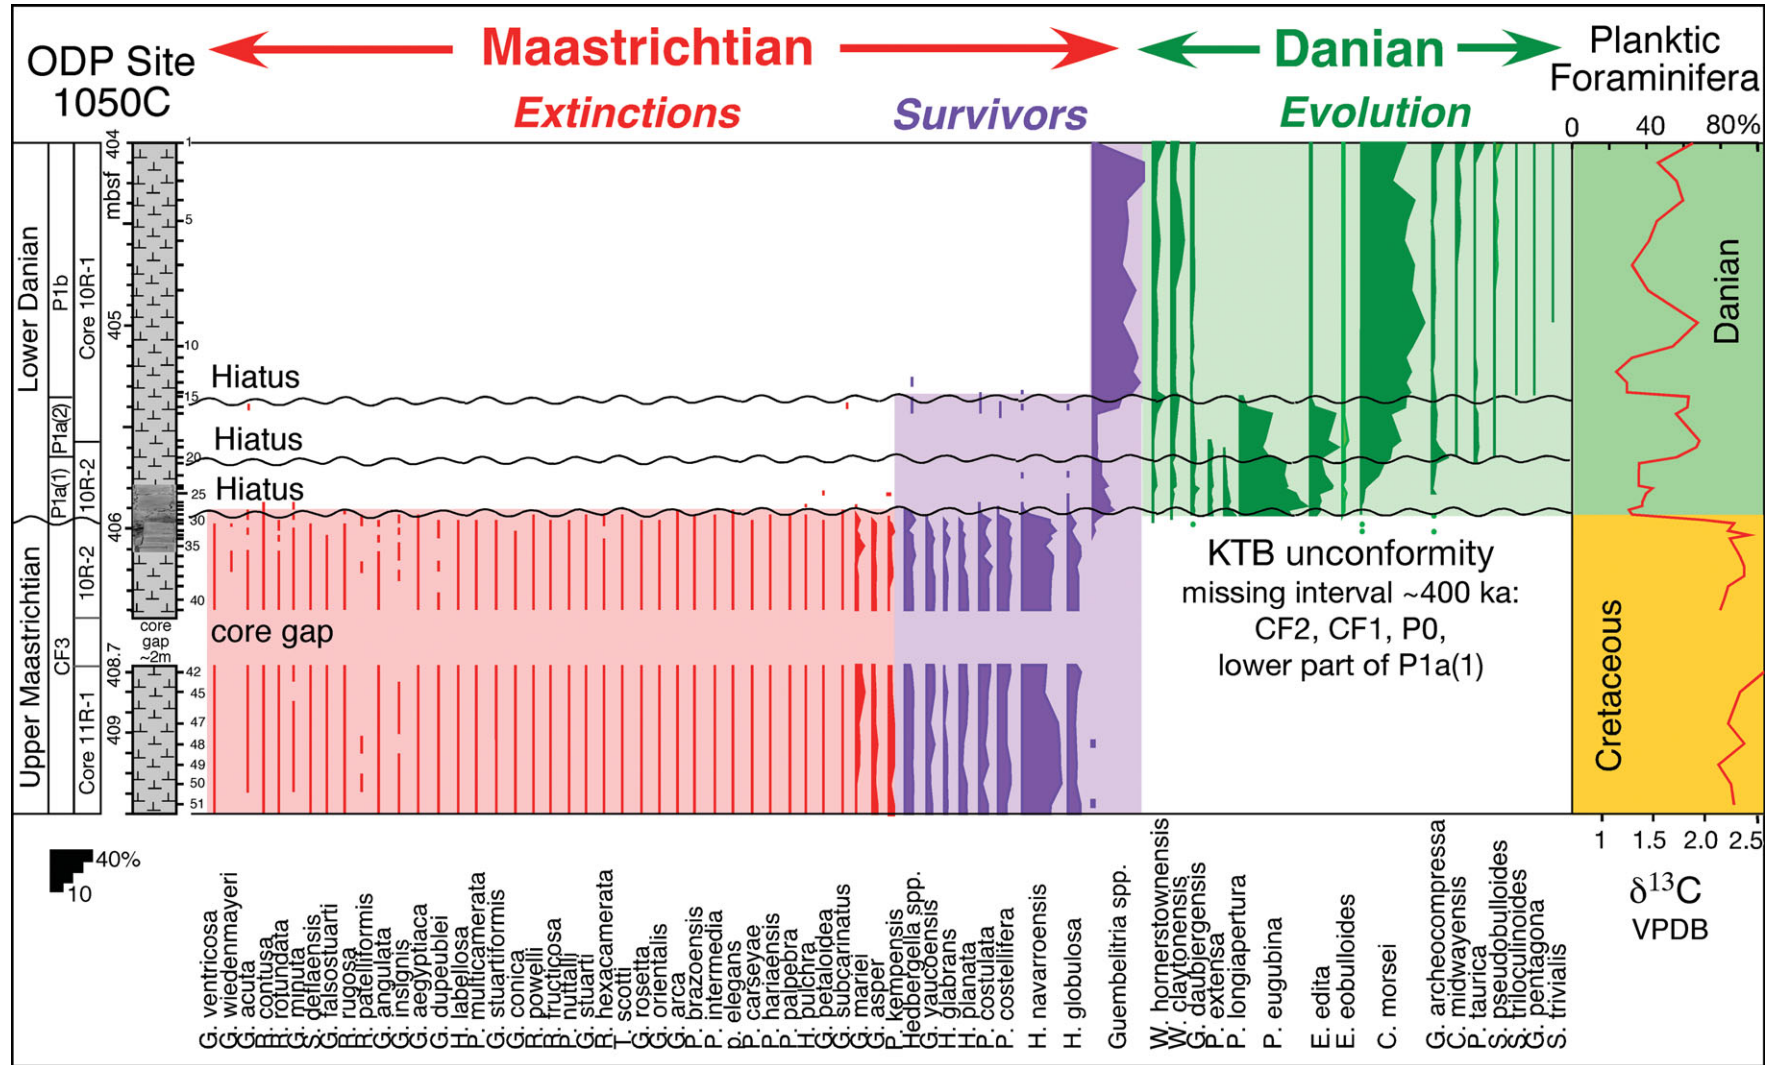 ODP Site
1050C
Maastrichtian
Danian
Planktic
Foraminifera
Extinctions
Survivors
Evolution
0 40 80%
Lower Danian
Upper Maastrichtian
P1b
P1a(2)
P1a(1)
CF3
Core 10R-1
10R-2
10R-2
Core 11R-1
404
mbsf
405
406
408.7
409
core
gap
~2m
1
5
10
15
20
25
30
35
40
42
45
47
48
49
50
51
Hiatus
Hiatus
Hiatus
core gap
KTB unconformity
missing interval ~400 ka:
CF2, CF1, P0,
lower part of P1a(1)
Danian
Cretaceous
1 1.5 2.0 2.5
δ13C
VPDB
40%
10
G. ventricosa
G. wiedenmayeri
G. acuta
R. contusa
R. rotundata
G. minuta
S. deflaensis
G. falsostuarti
R. rugosa
R. patelliformis
G. angulata
G. insignis
G. aegyptiaca
G. dupeublei
H. labellosa
P. multicamerata
G. stuartiformis
G. conica
R. powelli
R. fructicosa
P. nuttalli
G. stuarti
R. hexacamerata
T. scotti
G. rosetta
G. orientalis
G. arca
P. brazoensis
P. intermedia
p. elegans
P. carseyae
P. hariaensis
P. palpebra
H. pulchra
G. petaloidea
G. subcarinatus
G. mariei
G. asper
P. kempensis
Hedbergella spp.
G. yaucoensis
H. glabrans
H. planata
P. costulata
P. costellifera
H. navarroensis
H. globulosa
Guembelitria spp.
W. hornerstownensis
W. claytonensis
G. daubjergensis
P. extensa
P. longiapertura
P. eugubina
E. edita
E. eobulloides
C. morsei
G. archeocompressa
C. midwayensis
P. taurica
S. pseudobulloides
S. triloculinoides
G. pentagona
S. trivialis